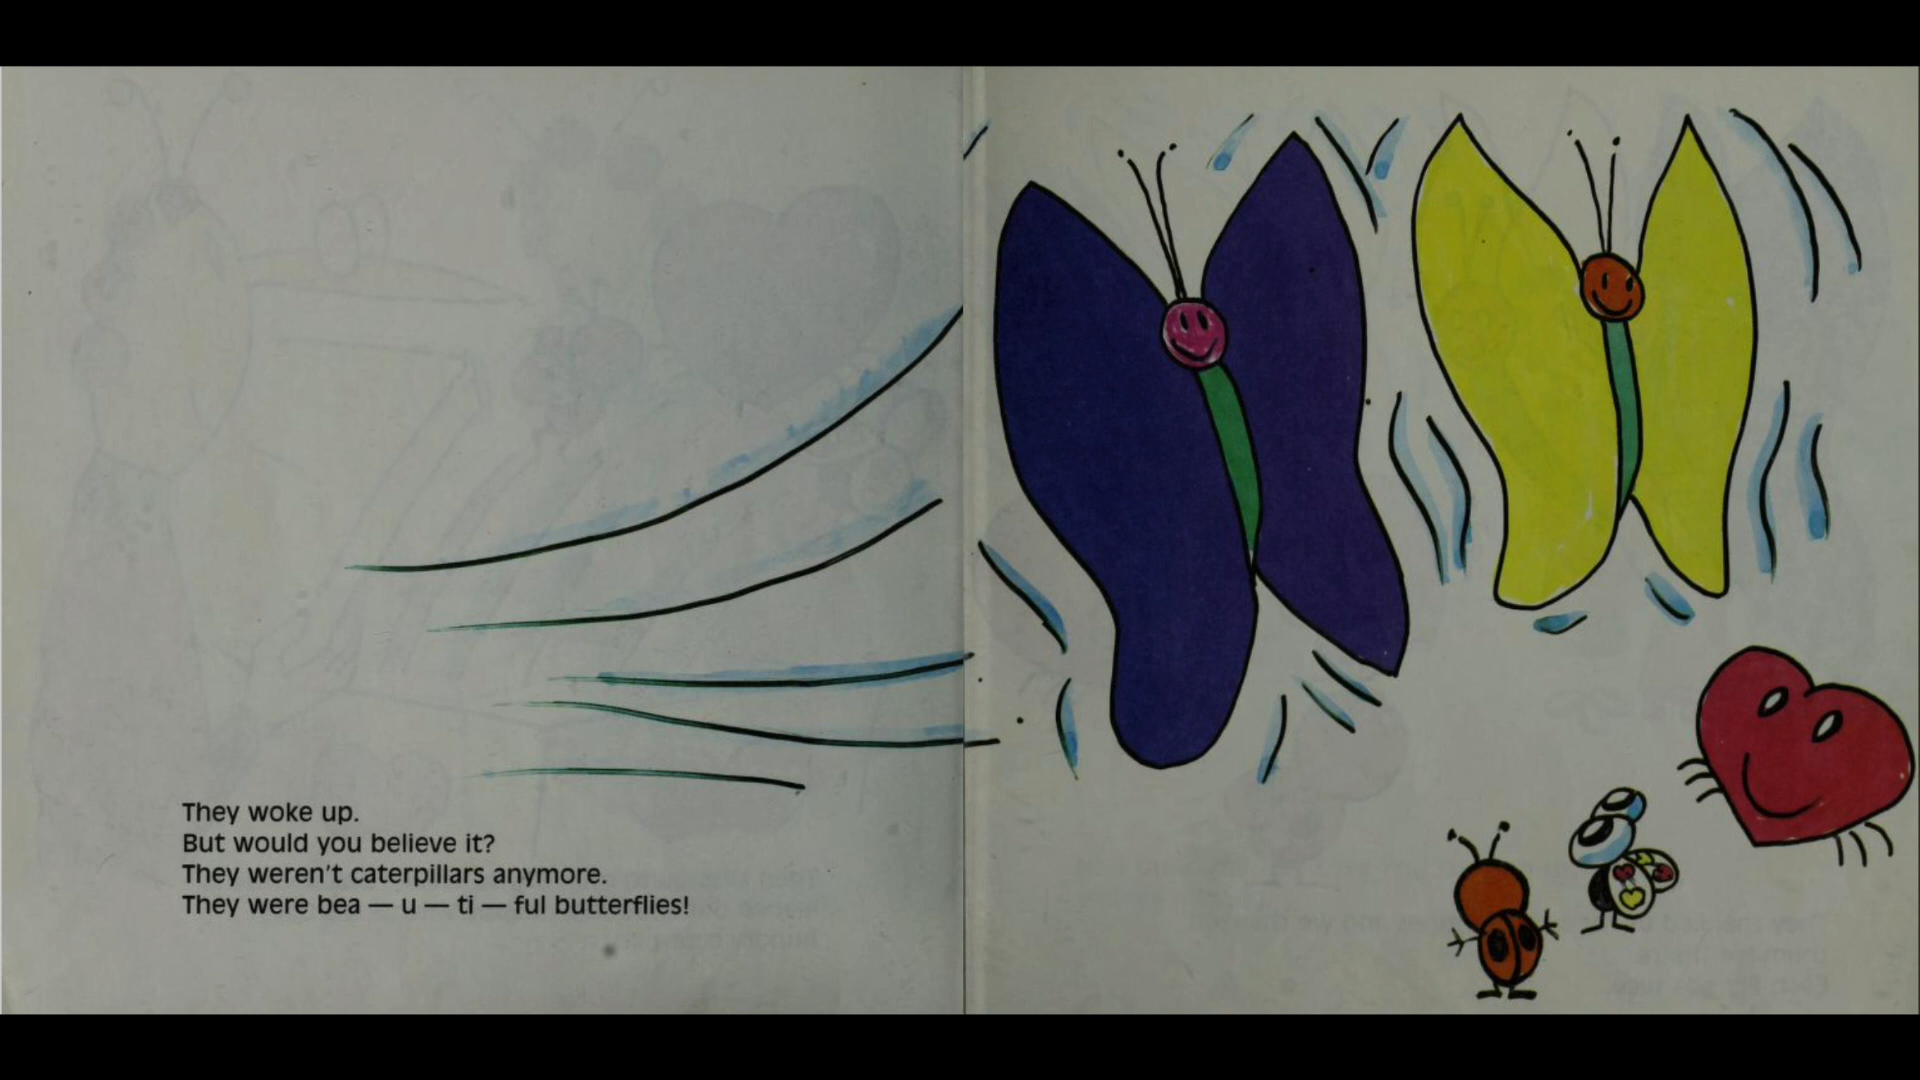 They woke up.
But would you believe it?
They weren't caterpillars anymore.
They were bea — u — ti — ful butterflies!